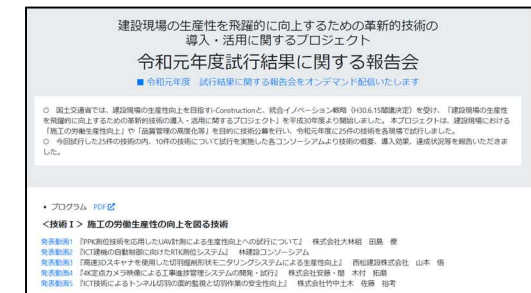 建設現場の生産性を飛躍的に向上するための革新的技術の
導入・活用に関するプロジェクト
令和元年度試行結果に関する報告会
■ 令和元年度 試行結果に関する報告会をオンデマンド配信いたします
○ 国土交通省では、建設現場の生産性向上を目指すi-Constructionと、統合イノベーション戦略（H30.6.15閣議決定）を受け、「建設現場の生産性
を飛躍的に向上するための革新的技術の導入・活用に関するプロジェクト」を平成30年度より開始しました。本プロジェクトは、建設現場における
「施工の労働生産性向上」や「品質管理の高度化等」を目的に技術公募を行い、令和元年度に25件の技術を各現場で試行しました。
○ 今回試行した25件の技術の内、10件の技術について試行を実施した各コンソーシアムより技術の概要、導入効果、達成状況等を報告いただきま
した。
• プログラム PDF
＜技術Ⅰ＞ 施工の労働生産性の向上を図る技術
発表動画1 『PPK測位技術を応用したUAV計測による生産性向上への試行について』 株式会社大林組 田島 僚
発表動画2 『ICT建機の自動制御に向けたRTK測位システム』 林建設コンソーシアム
発表動画3 『高速3Dスキャナを使用した切羽掘削形状モニタリングシステムによる生産性向上』 西松建設株式会社 山本 悟
発表動画4 『4K定点カメラ映像による工事進捗管理システムの開発・試行』 株式会社安藤・間 木村 拓磨
発表動画5 『ICT技術によるトンネル切羽の面的監視と切羽作業の安全性向上』 株式会社竹中土木 佐藤 裕考